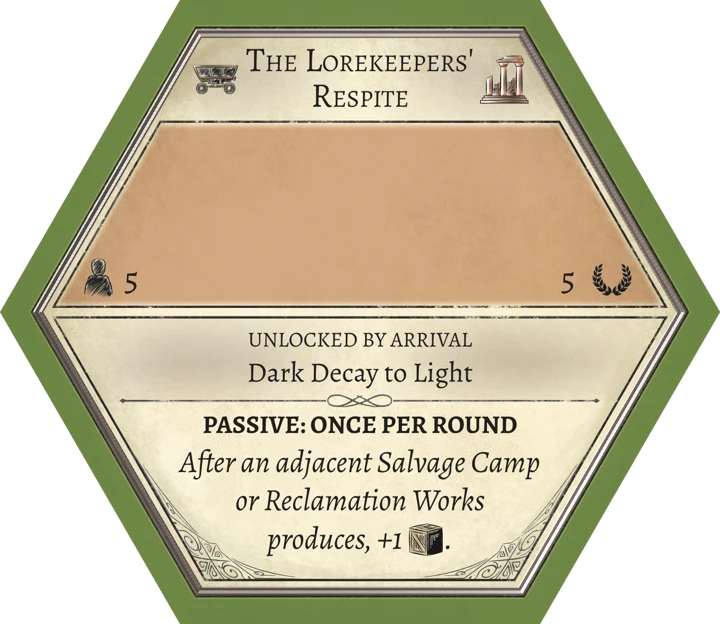 The Lorekeepers'
Respite
5
5
UNLOCKED BY ARRIVAL
Dark Decay to Light
PASSIVE: ONCE PER ROUND
After an adjacent Salvage Camp
or Reclamation Works
produces, +1 .